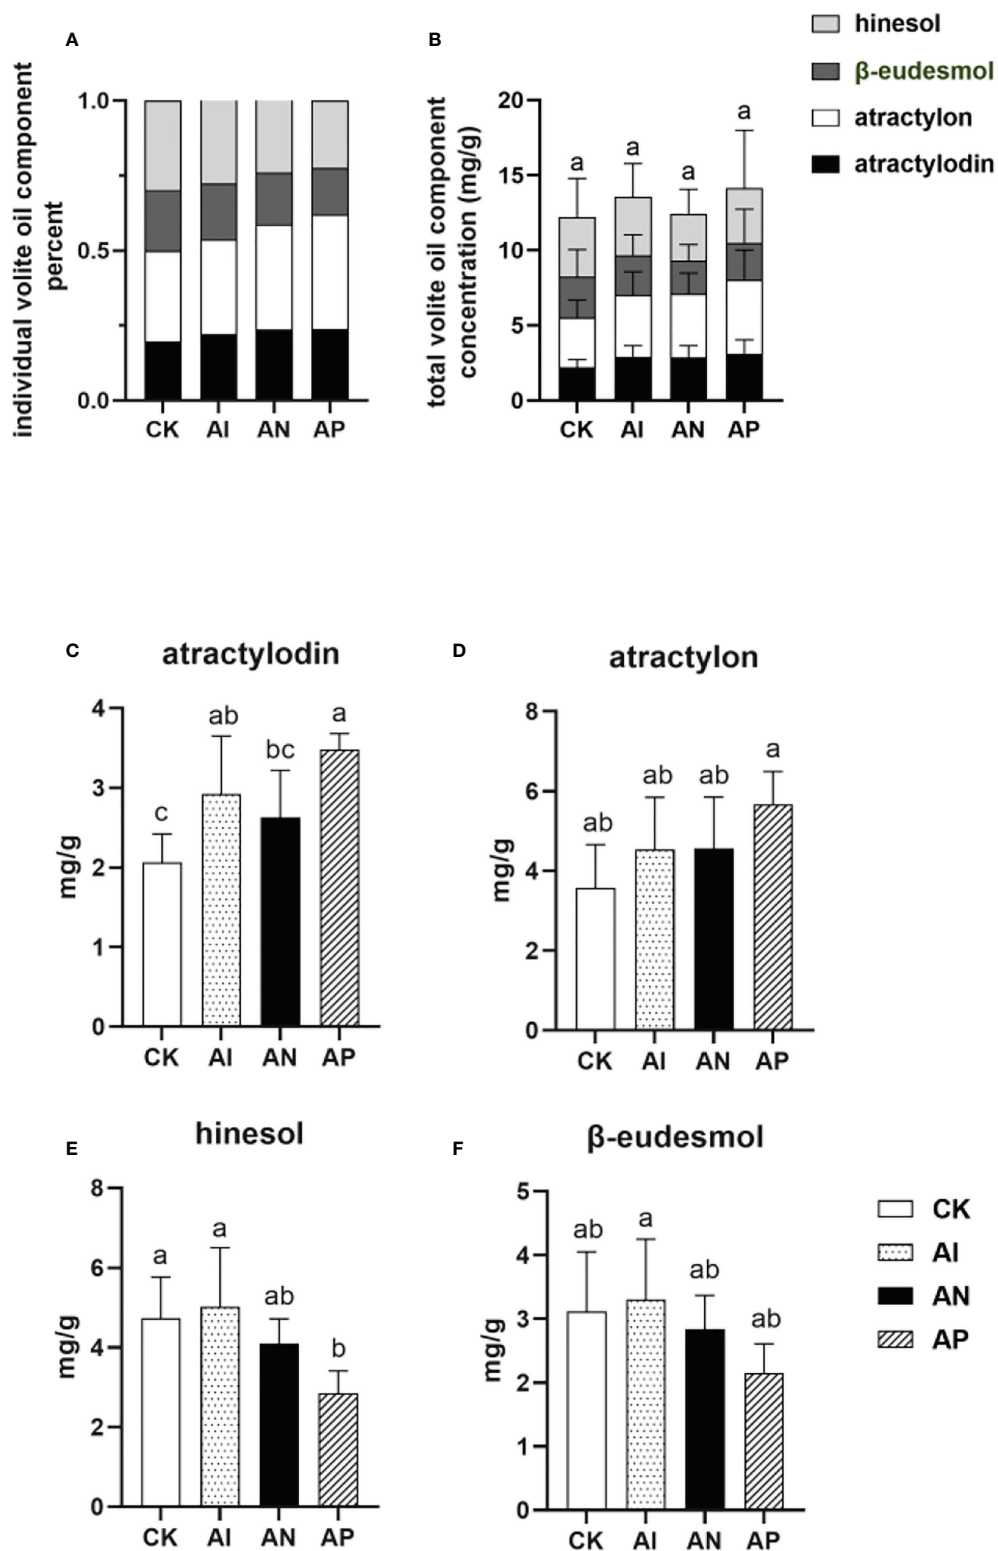 A
individual volite oil component
percent
1.0
0.5
0.0
CK AI AN AP
B
total volite oil component
concentration (mg/g)
20
15
10
5
0
a a a a
CK AI AN AP
hinesol
β-eudesmol
atractylon
atractylodin
C
atractylodin
mg/g
4
3
2
1
0
c ab bc a
CK AI AN AP
D
atractylon
mg/g
8
6
4
2
0
ab ab ab a
CK AI AN AP
E
hinesol
mg/g
8
6
4
2
0
a a ab b
CK AI AN AP
F
β-eudesmol
mg/g
5
4
3
2
1
0
ab a ab ab
CK AI AN AP
CK
AI
AN
AP